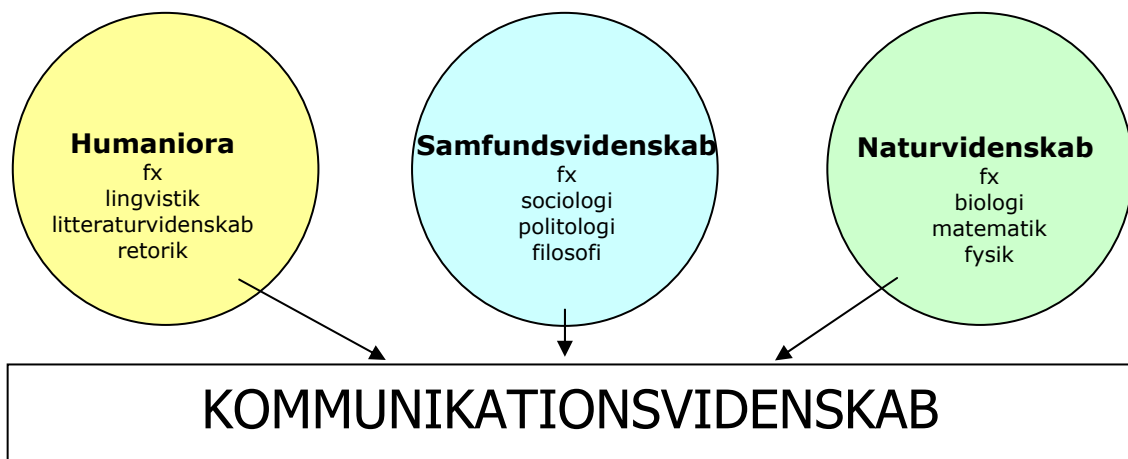 Humaniora
fx
lingvistik
litteraturvidenskab
retorik
Samfundsvidenskab
fx
sociologi
politologi
filosofi
Naturvidenskab
fx
biologi
matematik
fysik
KOMMUNIKATIONSVIDENSKAB